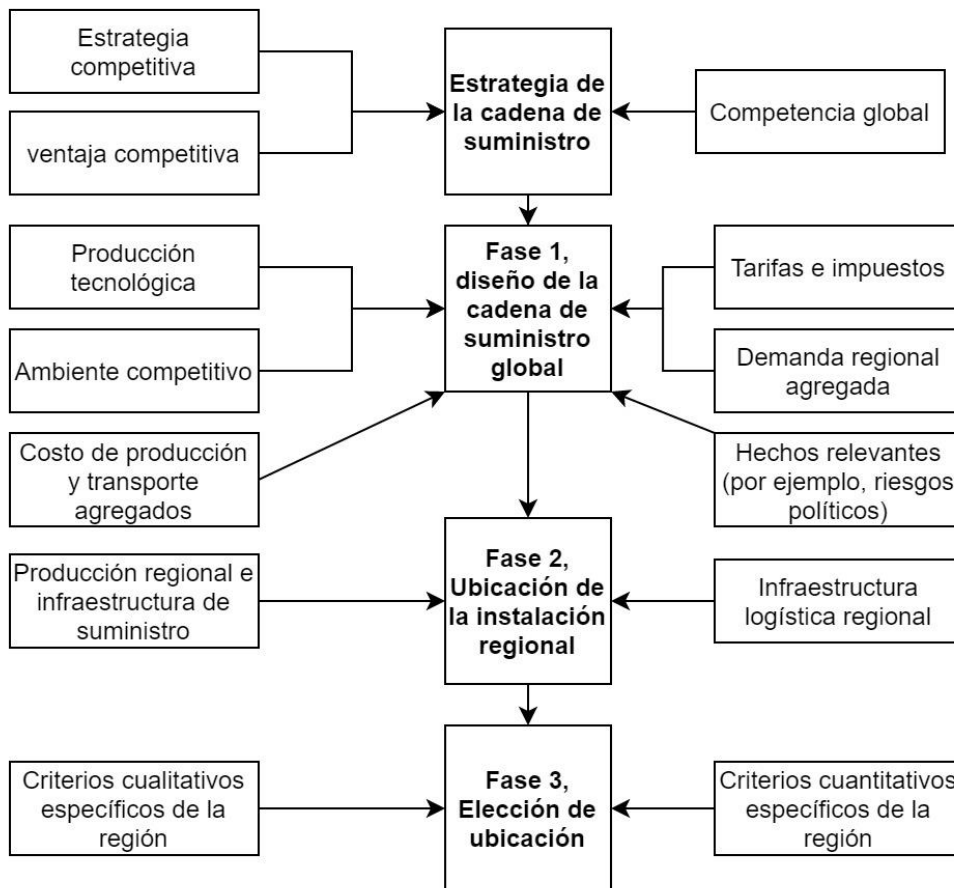 Estrategia
competitiva
ventaja competitiva
Estrategia de
la cadena de
suministro
Competencia global
Producción
tecnológica
Ambiente competitivo
Costo de producción
y transporte
agregados
Fase 1,
diseño de la
cadena de
suministro
global
Tarifas e impuestos
Demanda regional
agregada
Hechos relevantes
(por ejemplo, riesgos
políticos)
Producción regional e
infraestructura de
suministro
Fase 2,
Ubicación de
la instalación
regional
Infraestructura
logística regional
Criterios cualitativos
específicos de la
región
Fase 3,
Elección de
ubicación
Criterios cuantitativos
específicos de la
región